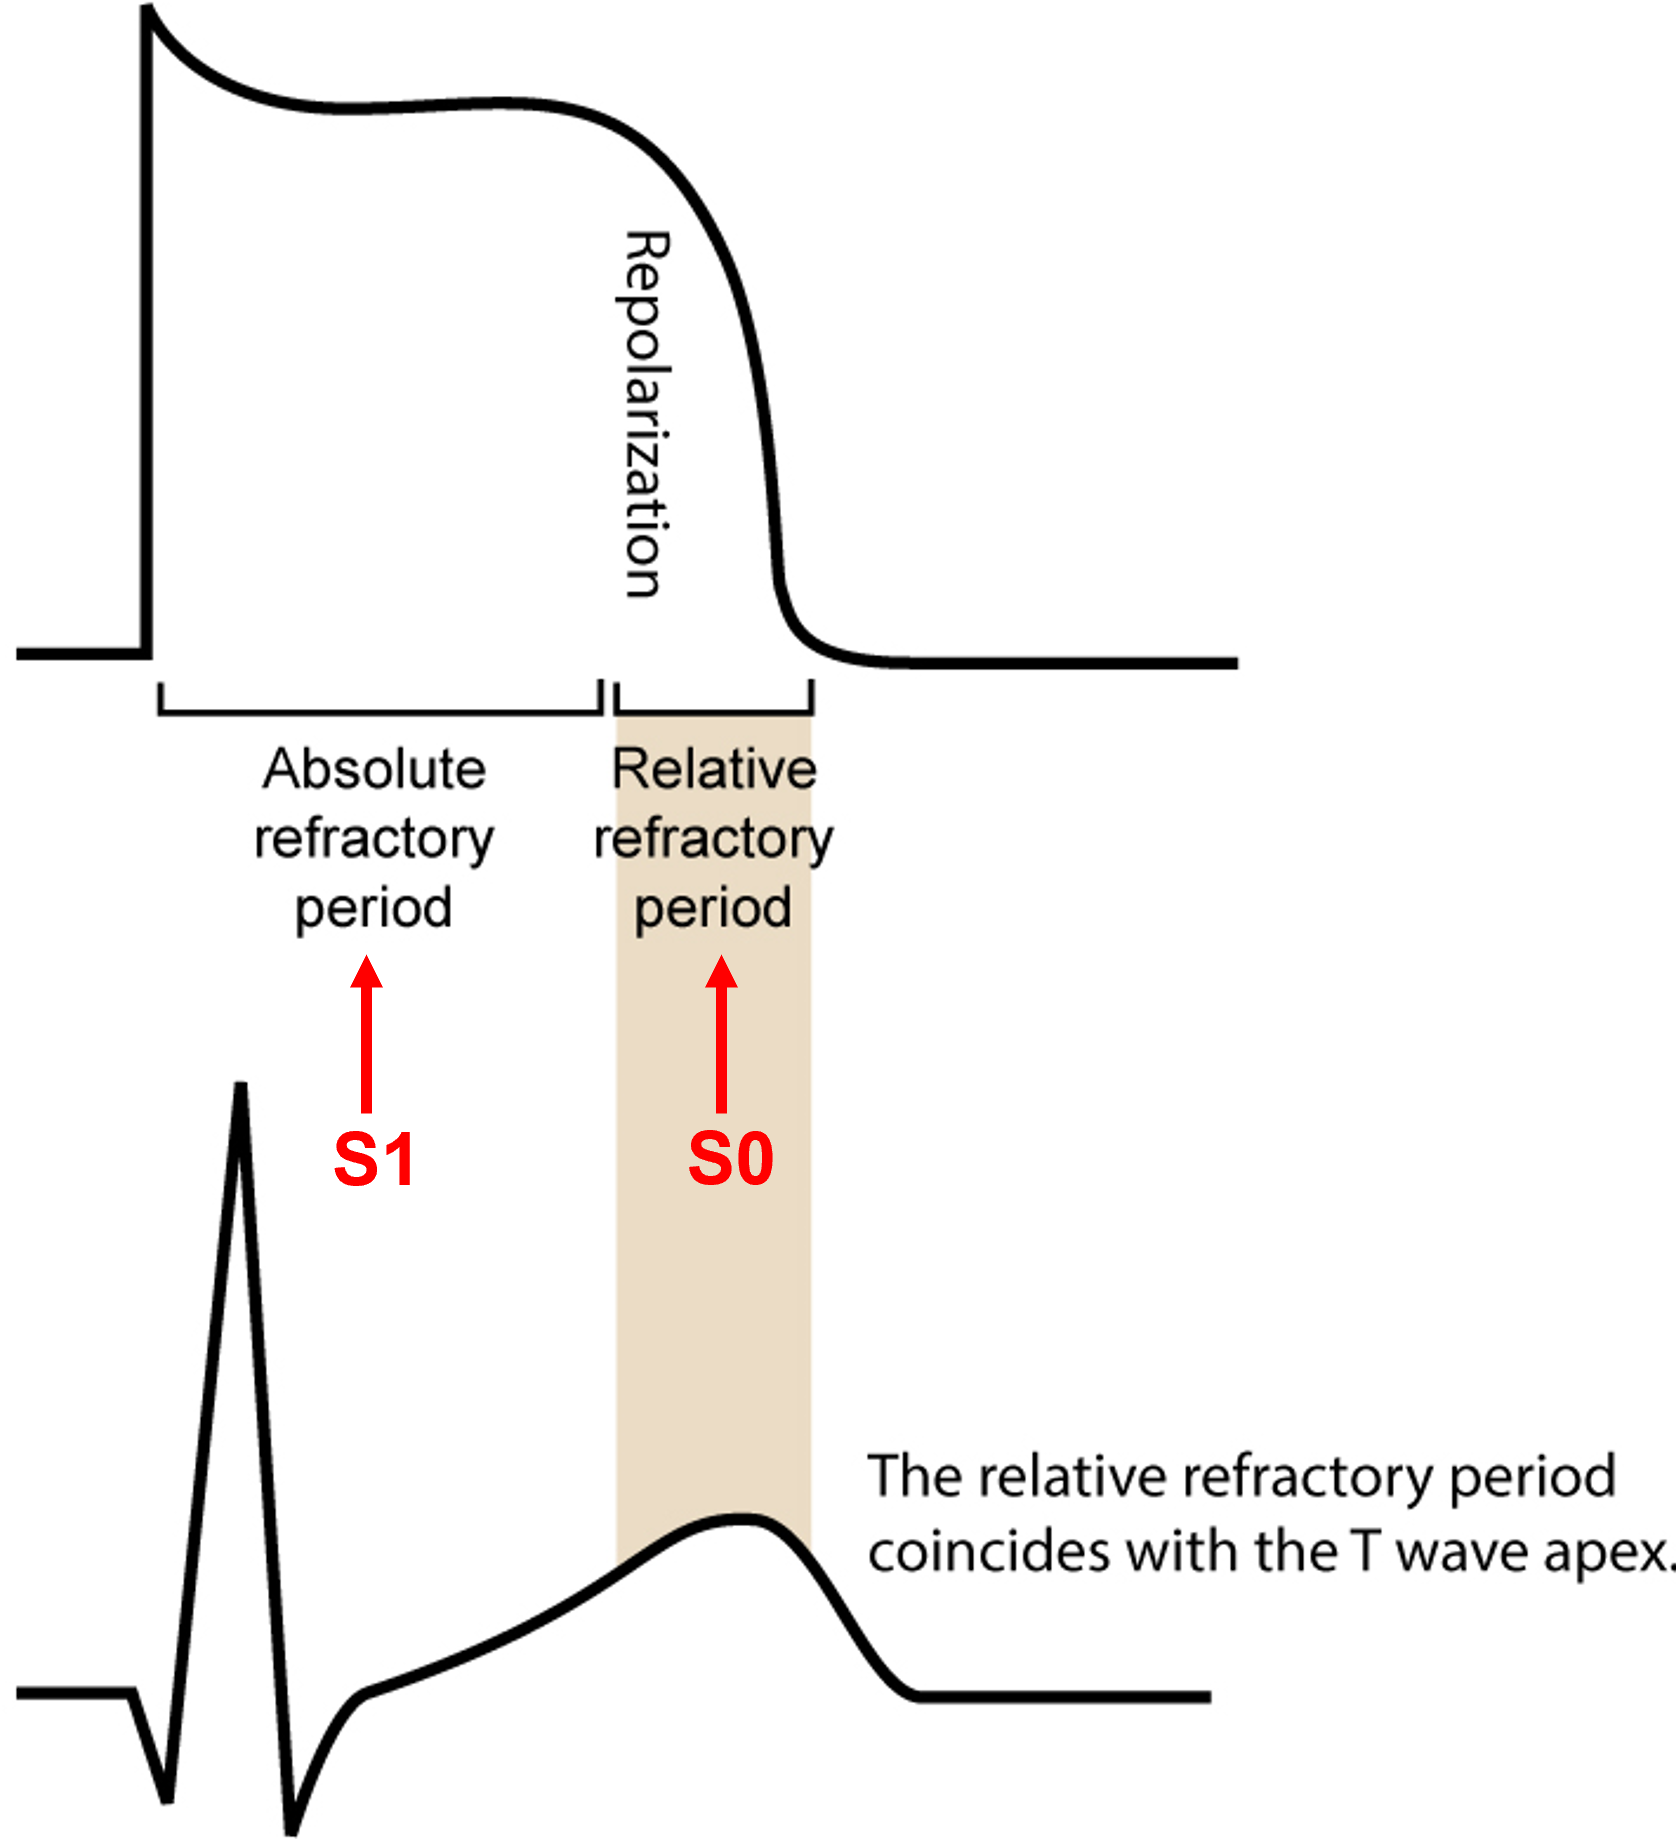 Repolarization
Absolute
refractory
period
Relative
refractory
period
S1
S0
The relative refractory period
coincides with the T wave apex.